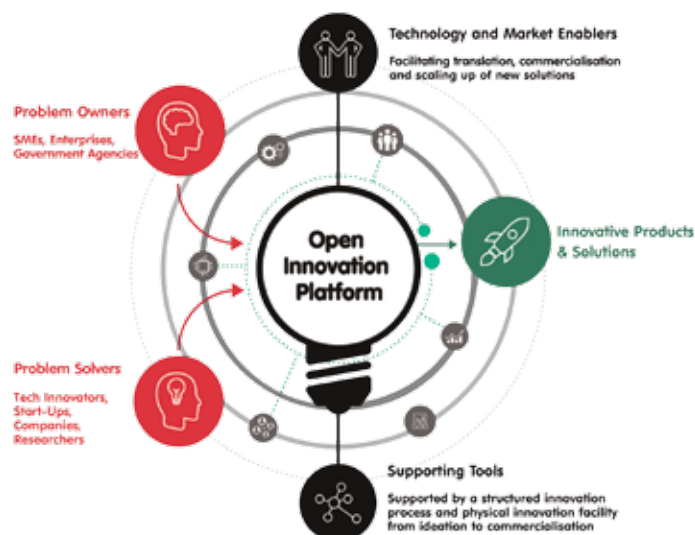 Technology and Market Enablers
Facilitating translation, commercialisation
and scaling up of new solutions
Problem Owners
SMEs, Enterprises,
Government Agencies
Open
Innovation
Platform
Innovative Products
& Solutions
Problem Solvers
Tech Innovators,
Start-Ups,
Companies,
Researchers
Supporting Tools
Supported by a structured innovation
process and physical innovation facility
from ideation to commercialisation